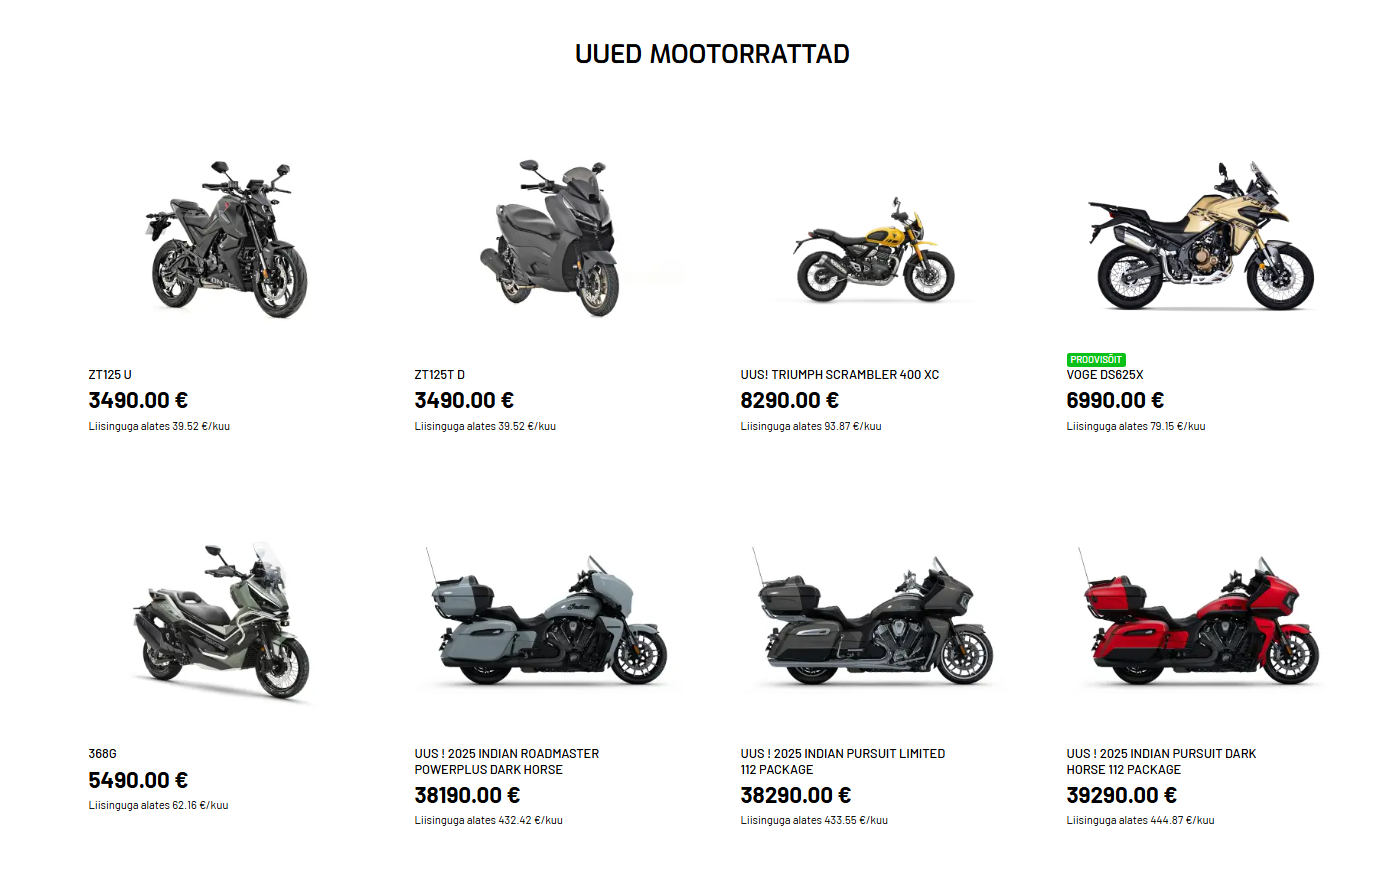 UUED MOOTORRATTAD
ZT125 U
3490.00 €
Liisinguga alates 39.52 €/kuu
ZT125T D
3490.00 €
Liisinguga alates 39.52 €/kuu
UUS! TRIUMPH SCRAMBLER 400 XC
8290.00 €
Liisinguga alates 93.87 €/kuu
PROOVISÕIT
VOGE DS625X
6990.00 €
Liisinguga alates 79.15 €/kuu
368G
5490.00 €
Liisinguga alates 62.16 €/kuu
UUS ! 2025 INDIAN ROADMASTER
POWERPLUS DARK HORSE
38190.00 €
Liisinguga alates 432.42 €/kuu
UUS ! 2025 INDIAN PURSUIT LIMITED
112 PACKAGE
38290.00 €
Liisinguga alates 433.55 €/kuu
UUS ! 2025 INDIAN PURSUIT DARK
HORSE 112 PACKAGE
39290.00 €
Liisinguga alates 444.87 €/kuu